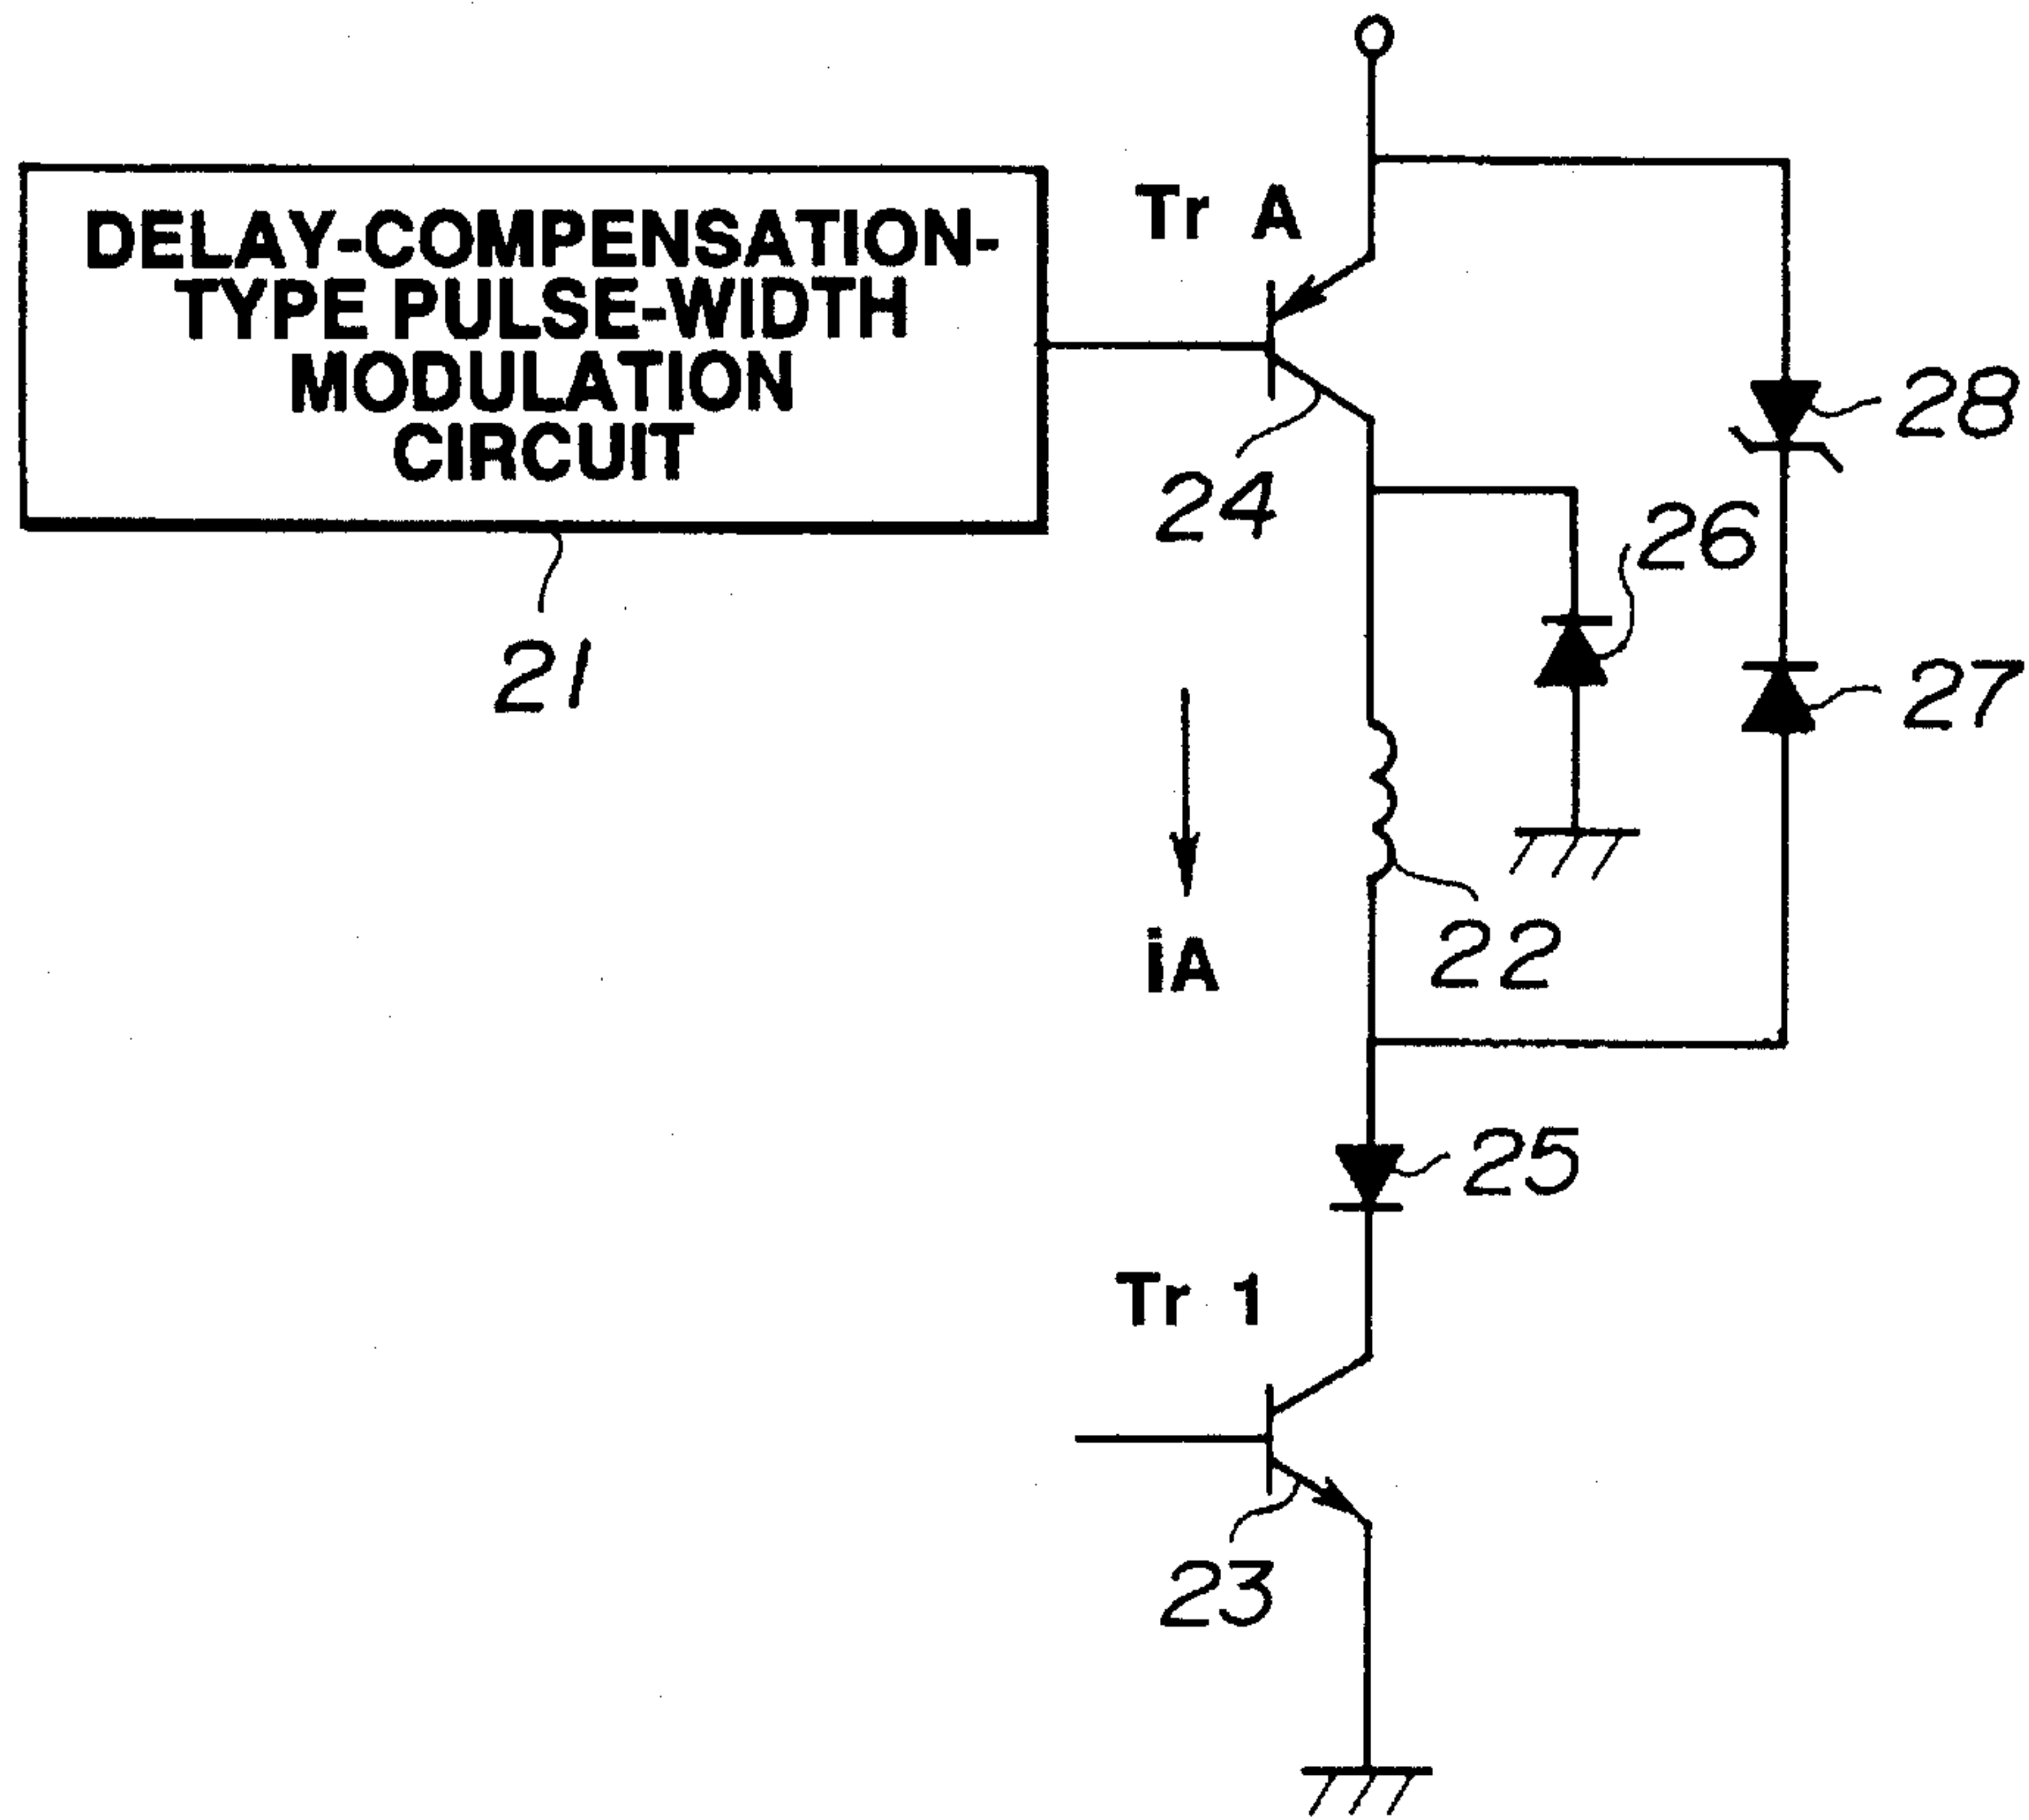 DELAY-COMPENSATION-
TYPE PULSE-WIDTH
MODULATION
CIRCUIT
21
Tr A
24
28
26
27
iA
22
25
Tr 1
23